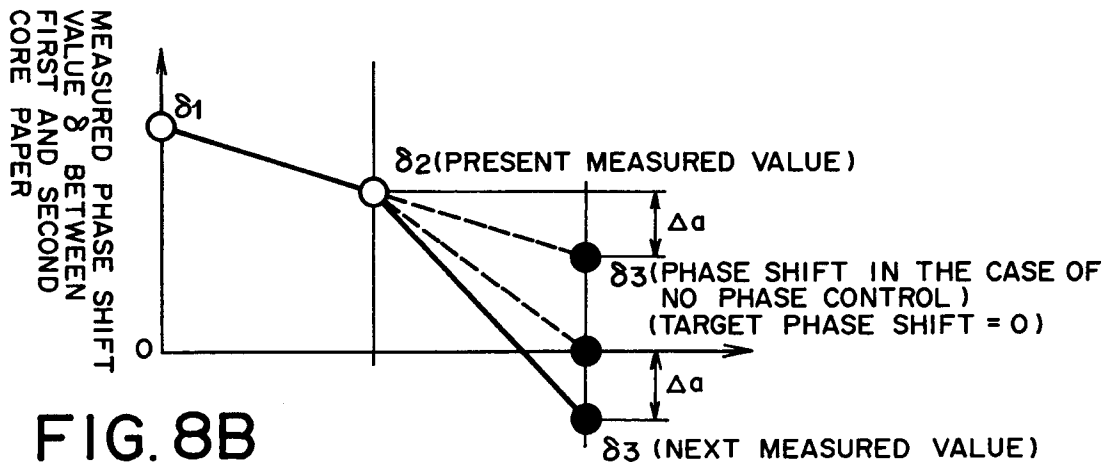 MEASURED PHASE SHIFT
VALUE δ BETWEEN
FIRST AND SECOND
CORE PAPER
δ1
δ2 (PRESENT MEASURED VALUE)
Δa
δ3 (PHASE SHIFT IN THE CASE OF
NO PHASE CONTROL)
(TARGET PHASE SHIFT = 0)
0
Δa
δ3 (NEXT MEASURED VALUE)
FIG. 8B